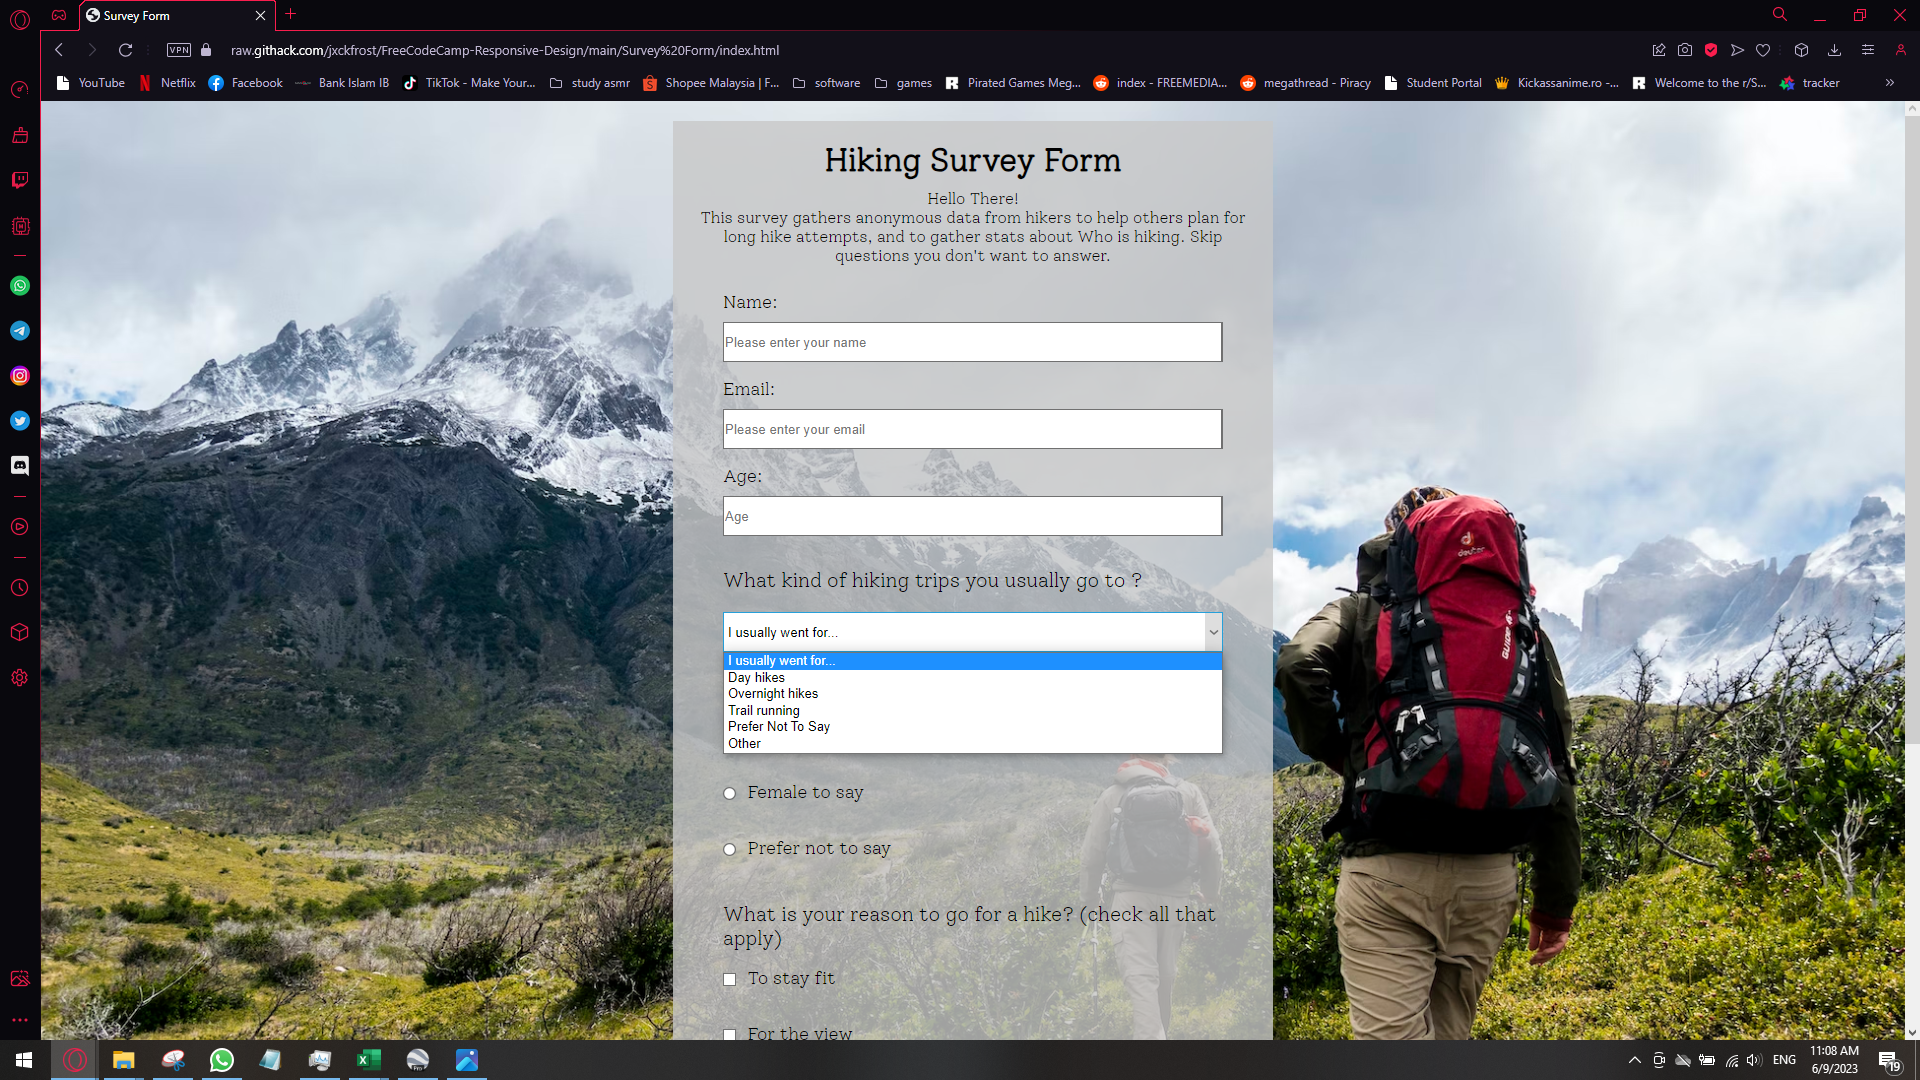 Survey Form
VPN
raw.githack.com/jxckfrost/FreeCodeCamp-Responsive-Design/main/Survey%20Form/index.html
YouTube
Netflix
Facebook
Bank Islam IB
TikTok - Make Your...
study asmr
Shopee Malaysia | F...
software
games
Pirated Games Meg...
index - FREEMEDIA...
megathread - Piracy
Student Portal
Kickassanime.ro -...
Welcome to the r/S...
tracker
Hiking Survey Form
Hello There!
This survey gathers anonymous data from hikers to help others plan for
long hike attempts, and to gather stats about Who is hiking. Skip
questions you don't want to answer.
Name:
Please enter your name
Email:
Please enter your email
Age:
Age
What kind of hiking trips you usually go to ?
I usually went for...
I usually went for...
Day hikes
Overnight hikes
Trail running
Prefer Not To Say
Other
Female to say
Prefer not to say
What is your reason to go for a hike? (check all that
apply)
To stay fit
For the view
deuter
GUIDE
ENG
11:08 AM
6/9/2023
19